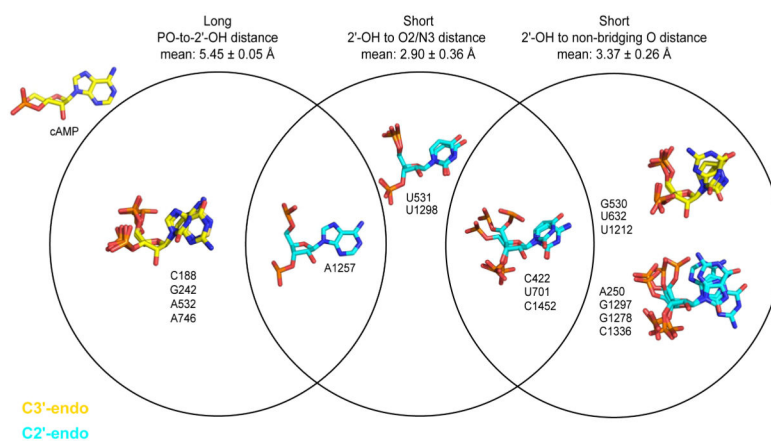 Long
PO-to-2'-OH distance
mean: 5.45 ± 0.05 Å
Short
2'-OH to O2/N3 distance
mean: 2.90 ± 0.36 Å
Short
2'-OH to non-bridging O distance
mean: 3.37 ± 0.26 Å
cAMP
C188
G242
A532
A746
A1257
U531
U1298
C422
U701
C1452
G530
U632
U1212
A250
G1297
G1278
C1336
C3'-endo
C2'-endo